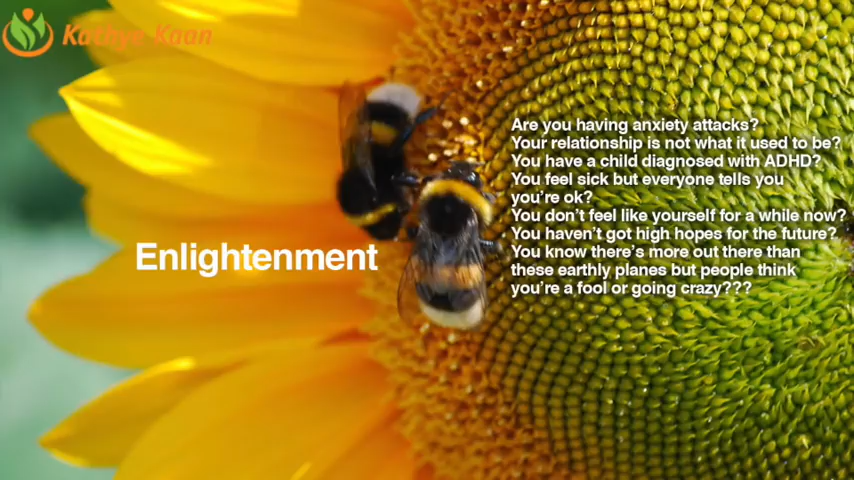 Kathye Kaan
Enlightenment
Are you having anxiety attacks?
Your relationship is not what it used to be?
You have a child diagnosed with ADHD?
You feel sick but everyone tells you
you're ok?
You don't feel like yourself for a while now?
You haven't got high hopes for the future?
You know there's more out there than
these earthly planes but people think
you're a fool or going crazy???